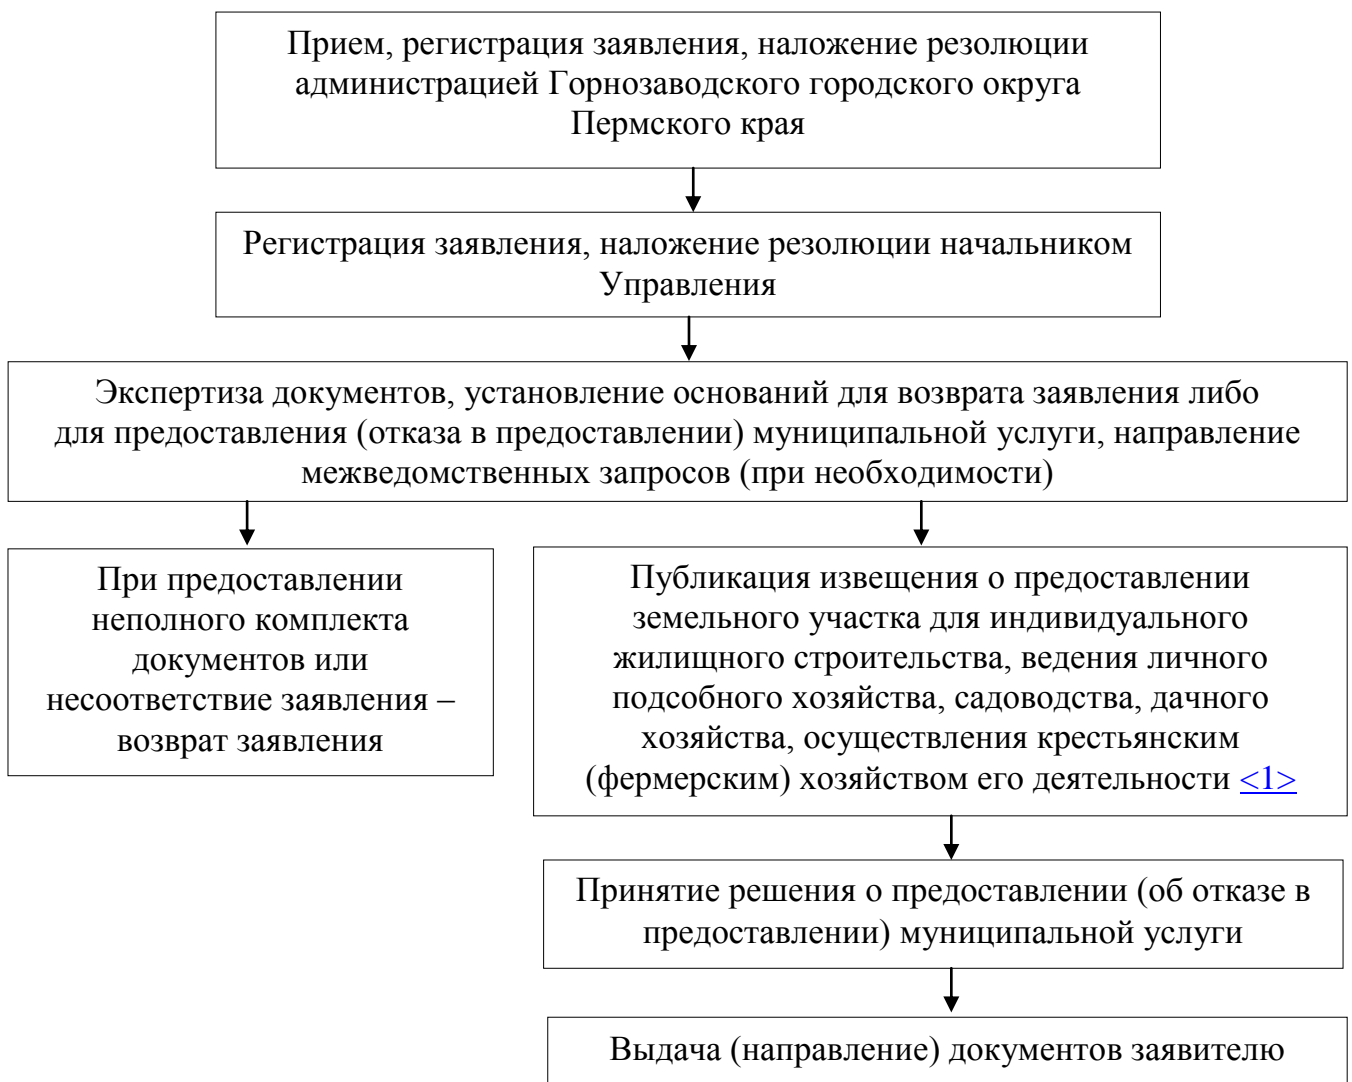 Прием, регистрация заявления, наложение резолюции
администрацией Горнозаводского городского округа
Пермского края
Регистрация заявления, наложение резолюции начальником
Управления
Экспертиза документов, установление оснований для возврата заявления либо
для предоставления (отказа в предоставлении) муниципальной услуги, направление
межведомственных запросов (при необходимости)
При предоставлении
неполного комплекта
документов или
несоответствие заявления –
возврат заявления
Публикация извещения о предоставлении
земельного участка для индивидуального
жилищного строительства, ведения личного
подсобного хозяйства, садоводства, дачного
хозяйства, осуществления крестьянским
(фермерским) хозяйством его деятельности <1>
Принятие решения о предоставлении (об отказе в
предоставлении) муниципальной услуги
Выдача (направление) документов заявителю